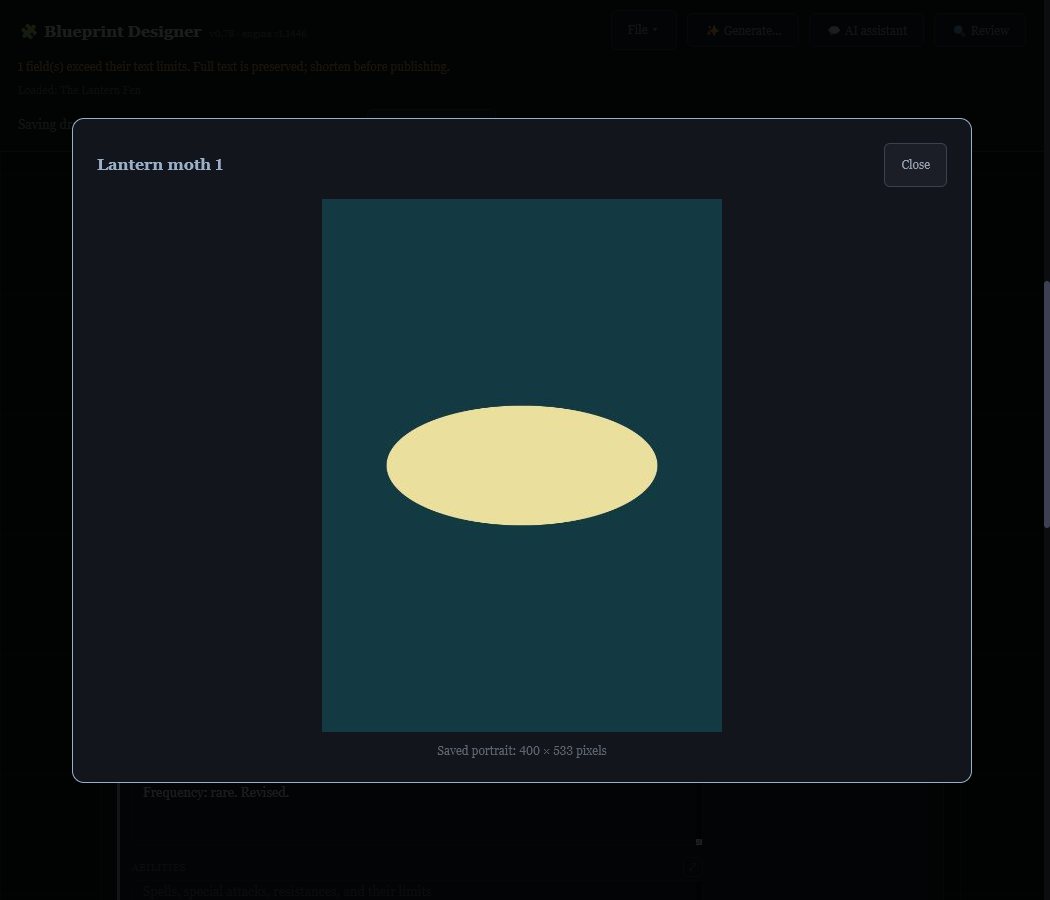 Blueprint Designer
File ▾
✨ Generate...
💬 AI assistant
🔍 Review
1 field(s) exceed their text limits. Full text is preserved; shorten before publishing.
Loaded: The Lantern Fen
Saving
Lantern moth 1
Close
Saved portrait: 400 × 533 pixels
Frequency: rare. Revised.
ABILITIES
Spells, special attacks, resistances, and their limits